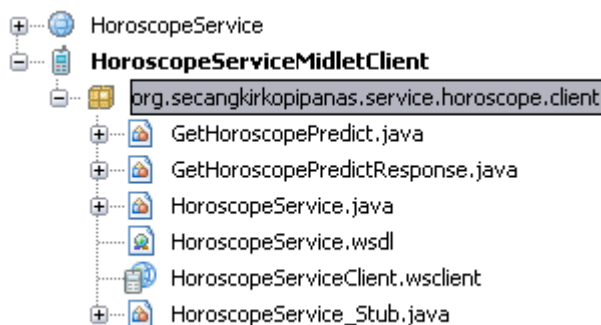 HoroscopeService
HoroscopeServiceMidletClient
org.secangkirkopipanas.service.horoscope.client
GetHoroscopePredict.java
GetHoroscopePredictResponse.java
HoroscopeService.java
HoroscopeService.wsdl
HoroscopeServiceClient.wsclient
HoroscopeService_Stub.java